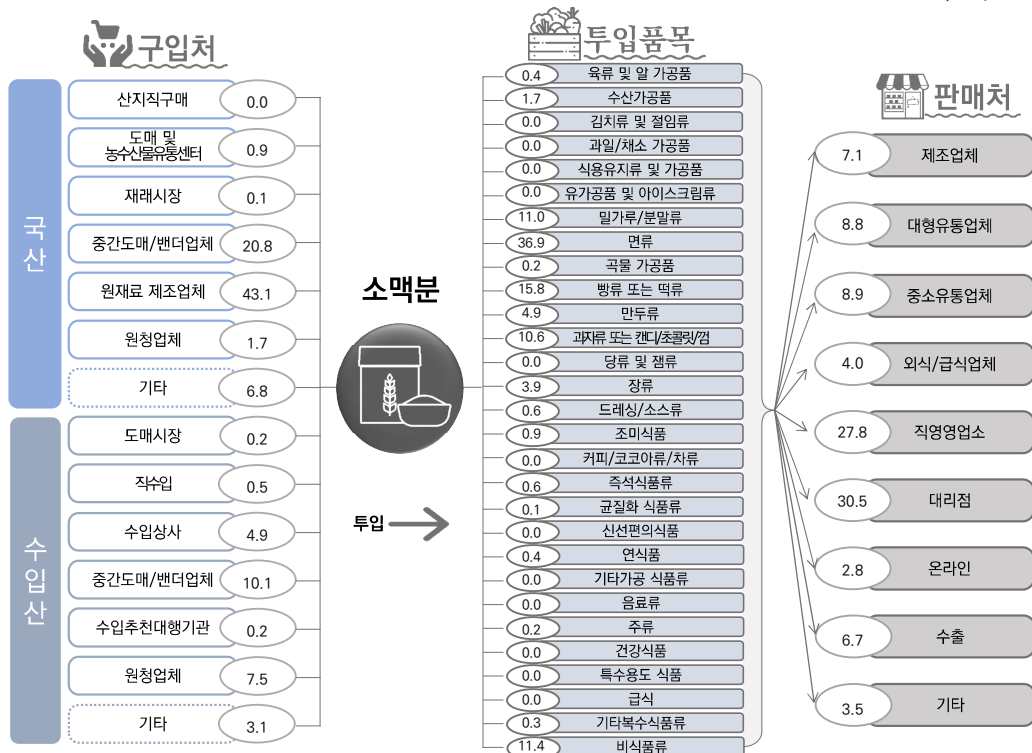 구입처
국산
산지직구매 0.0
도매 및
농수산물유통센터 0.9
재래시장 0.1
중간도매/밴더업체 20.8
원재료 제조업체 43.1
원청업체 1.7
기타 6.8
수입산
도매시장 0.2
직수입 0.5
수입상사 4.9
중간도매/밴더업체 10.1
수입추천대행기관 0.2
원청업체 7.5
기타 3.1
소맥분
투입
투입품목
0.4 육류 및 알 가공품
1.7 수산가공품
0.0 김치류 및 절임류
0.0 과일/채소 가공품
0.0 식용유지류 및 가공품
0.0 유가공품 및 아이스크림류
11.0 밀가루/분말류
36.9 면류
0.2 곡물 가공품
15.8 빵류 또는 떡류
4.9 만두류
10.6 과자류 또는 캔디/초콜릿/껌
0.0 당류 및 잼류
3.9 장류
0.6 드레싱/소스류
0.9 조미식품
0.0 커피/코코아류/차류
0.6 즉석식품류
0.1 균질화 식품류
0.0 신선편의식품
0.4 연식품
0.0 기타가공 식품류
0.0 음료류
0.2 주류
0.0 건강식품
0.0 특수용도 식품
0.0 급식
0.3 기타복수식품류
11.4 비식품류
판매처
7.1 제조업체
8.8 대형유통업체
8.9 중소유통업체
4.0 외식/급식업체
27.8 직영영업소
30.5 대리점
2.8 온라인
6.7 수출
3.5 기타